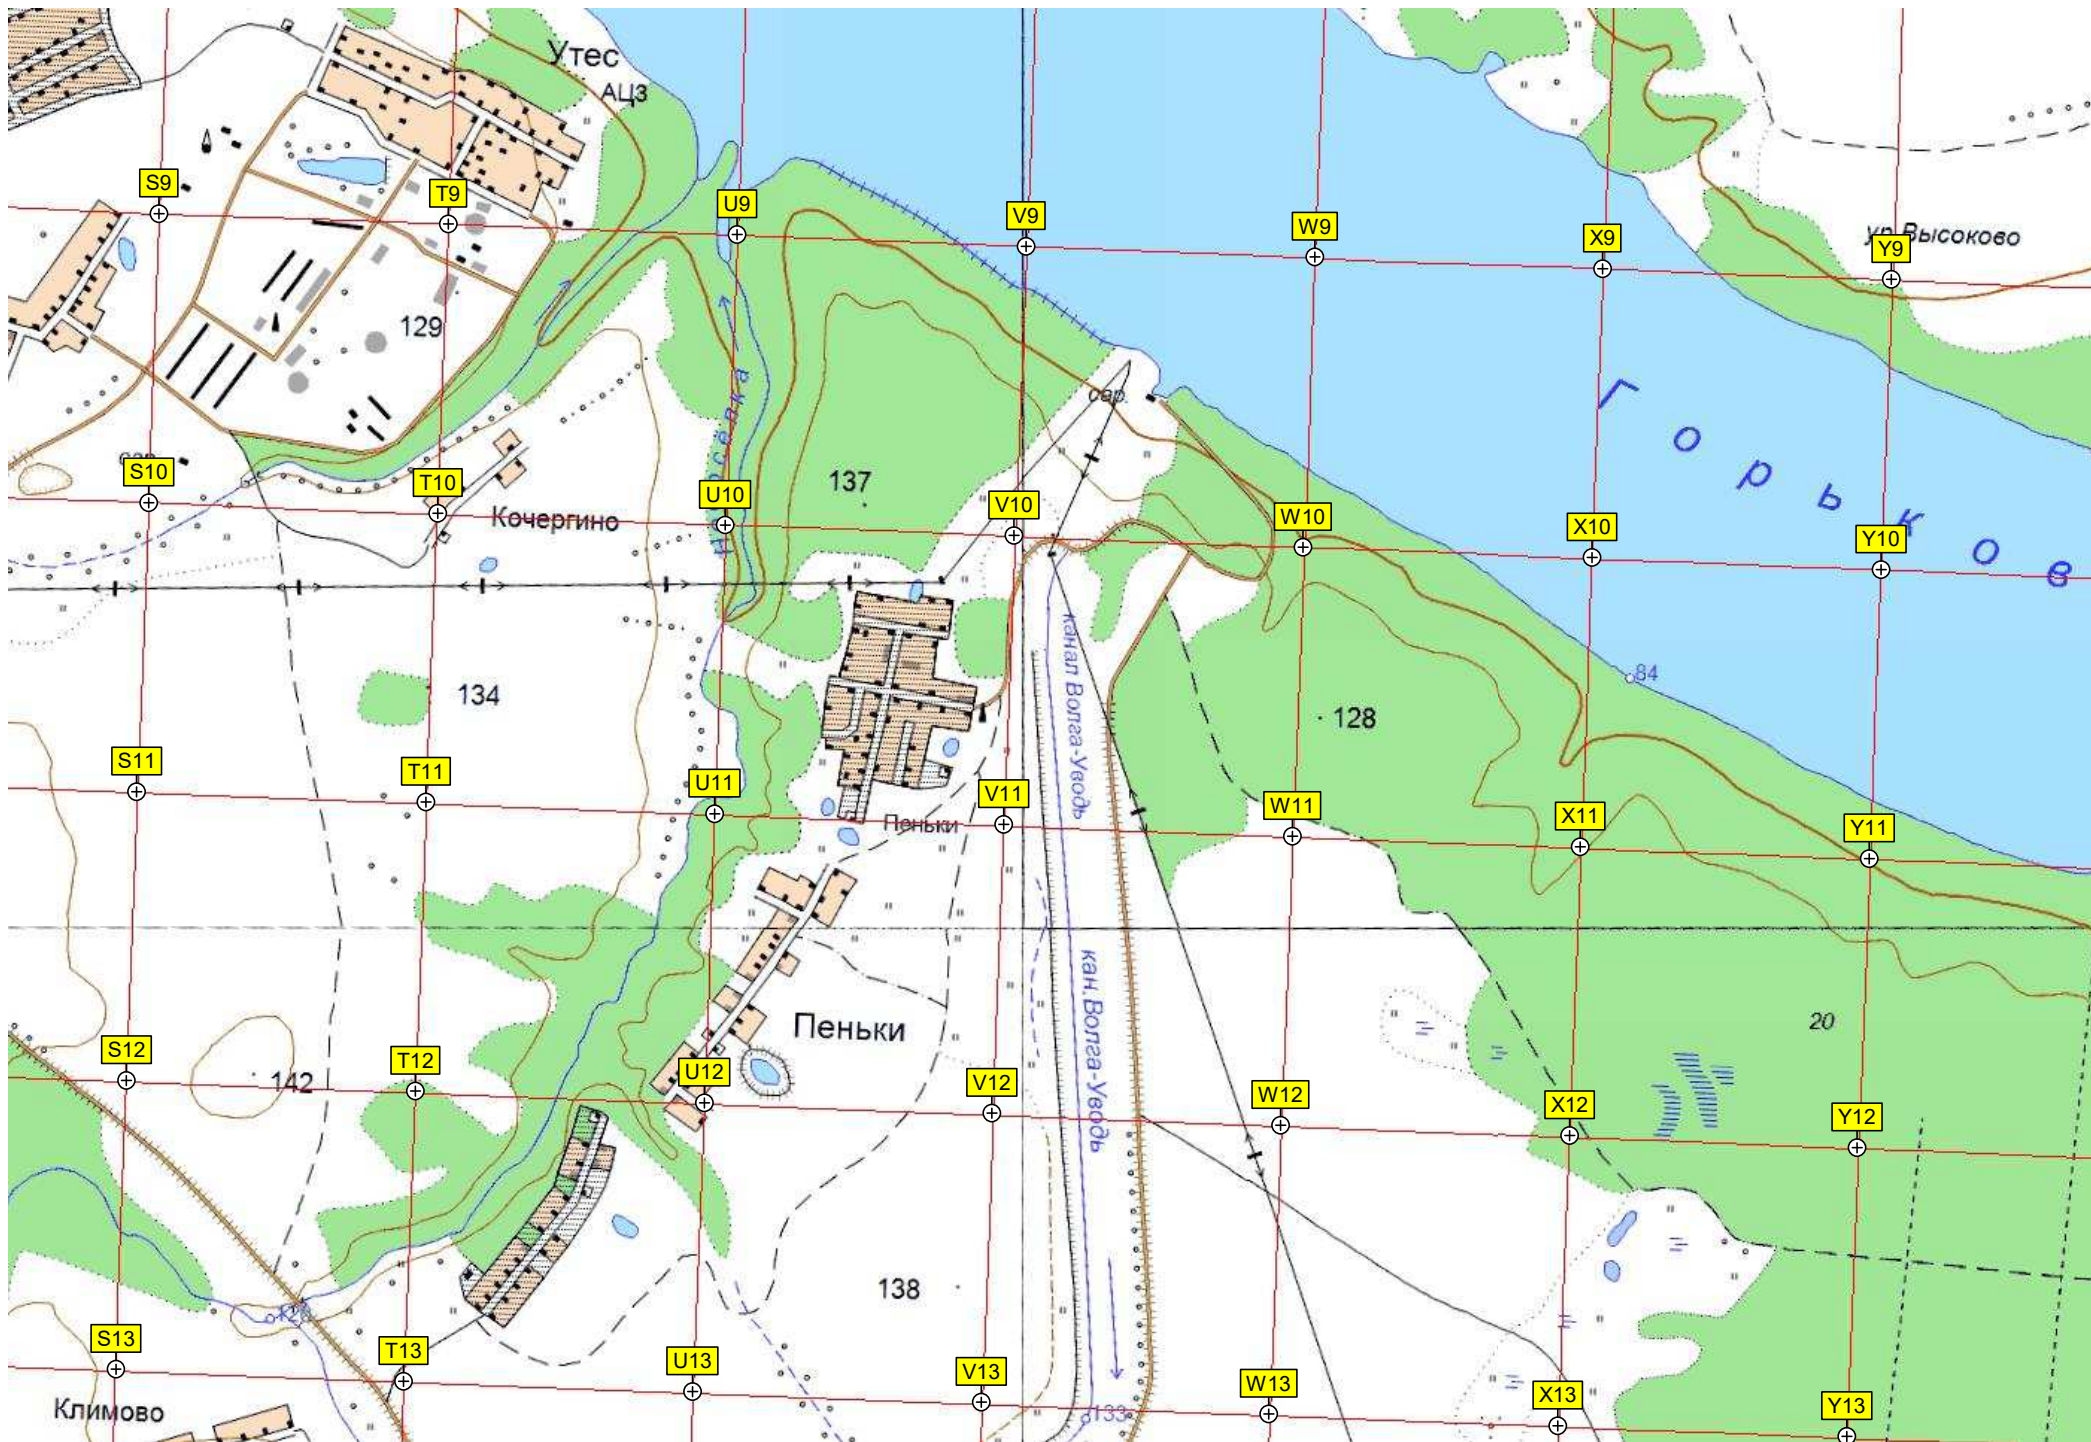 Утес
АЦЗ
S9
T9
U9
V9
W9
X9
ур.Высоково
Y9
129
сар.
Г о р ь к о в
S10
T10
Кочергино
U10
137
V10
W10
X10
Y10
канал Волга-Уводь
84
134
128
S11
T11
U11
V11
Пеньки
W11
X11
Y11
кан.Волга-Уводь
20
Пеньки
S12
142
T12
U12
V12
W12
X12
Y12
138
S13
T13
U13
V13
W13
X13
Y13
Климово
133